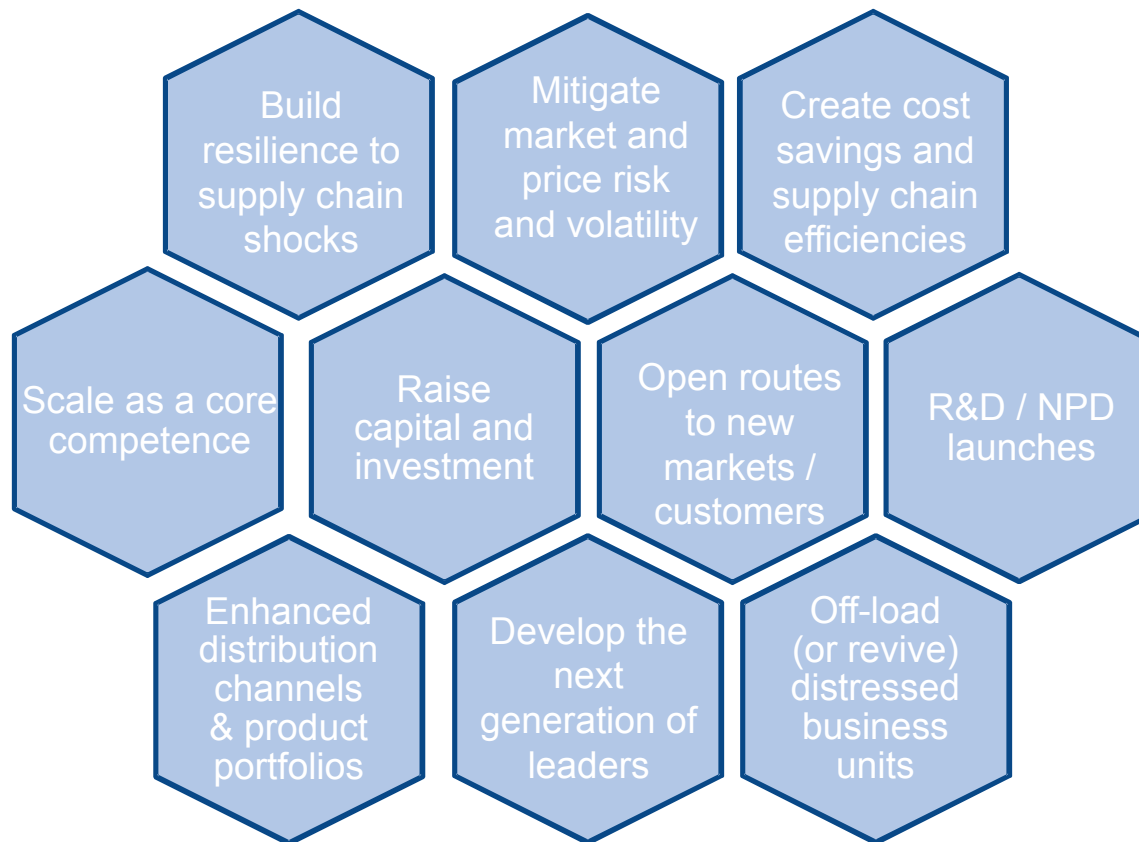 Build
resilience to
supply chain
shocks
Mitigate
market and
price risk
and volatility
Create cost
savings and
supply chain
efficiencies
Scale as a core
competence
Raise
capital and
investment
Open routes
to new
markets /
customers
R&D / NPD
launches
Enhanced
distribution
channels
& product
portfolios
Develop the
next
generation of
leaders
Off-load
(or revive)
distressed
business
units